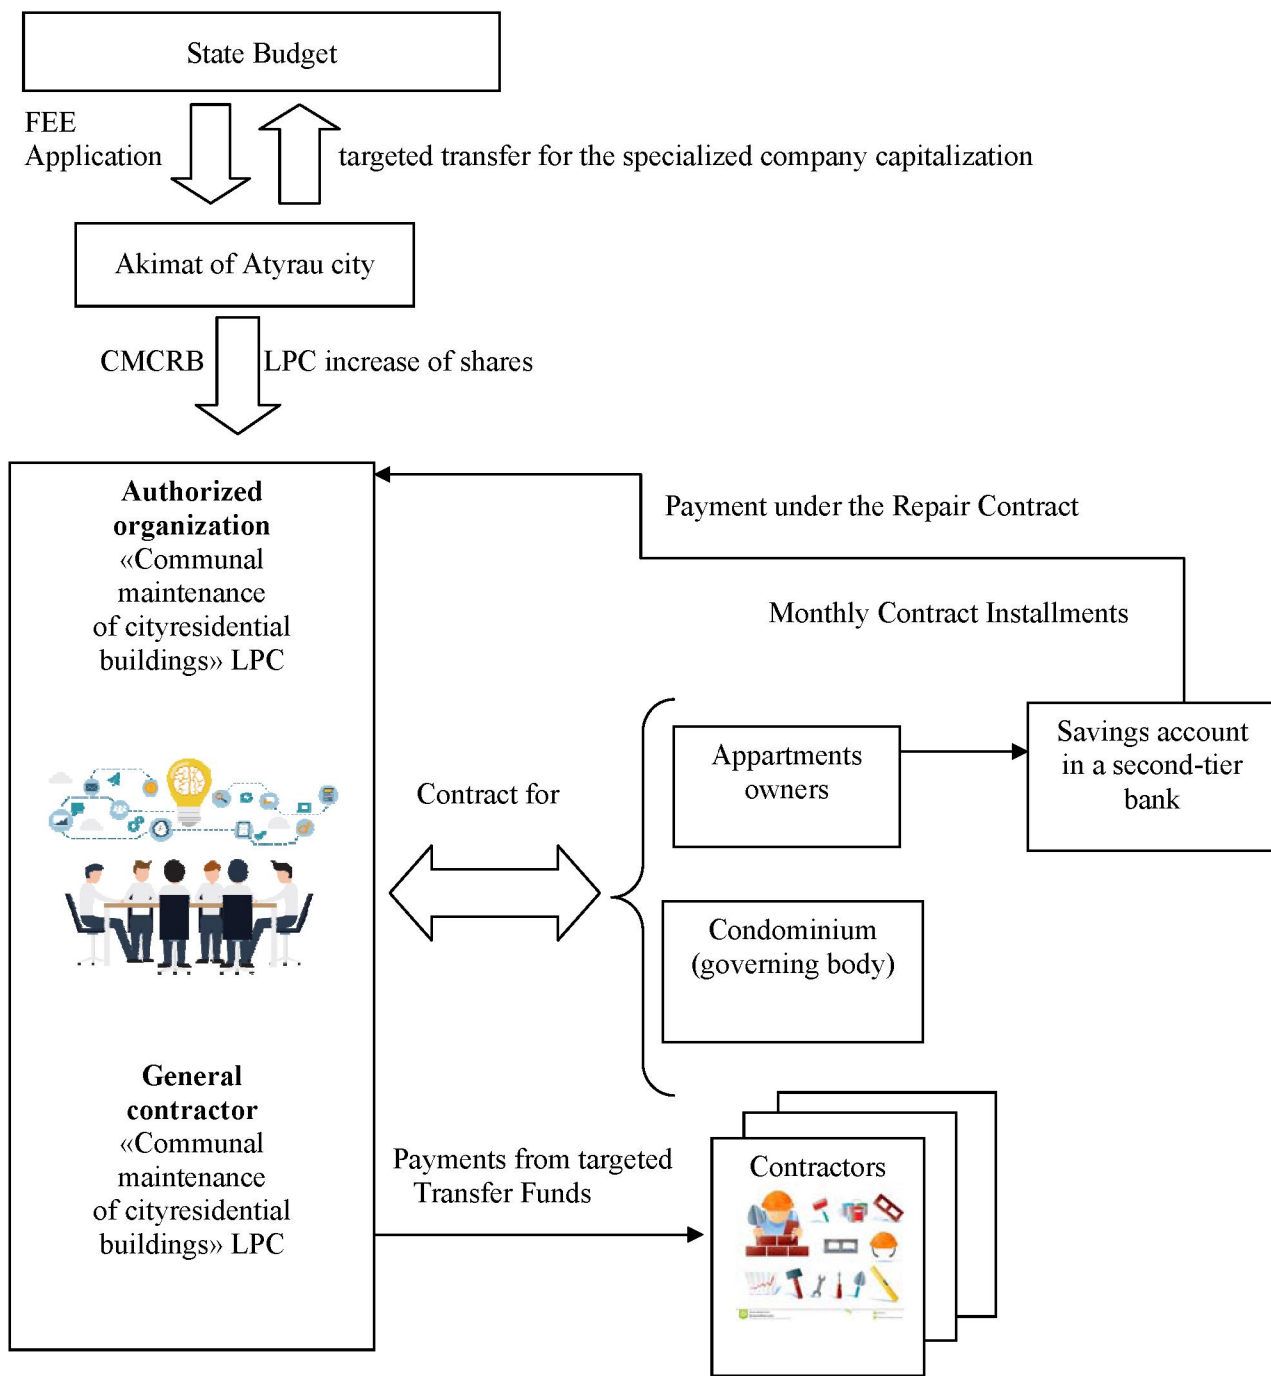 State Budget
FEE
Application
targeted transfer for the specialized company capitalization
Akimat of Atyrau city
CMCRB
LPC increase of shares
Authorized
organization
«Communal
maintenance
of cityresidential
buildings» LPC
Payment under the Repair Contract
Monthly Contract Installments
Contract for
Appartments
owners
Savings account
in a second-tier
bank
Condominium
(governing body)
General
contractor
«Communal
maintenance
of cityresidential
buildings» LPC
Payments from targeted
Transfer Funds
Contractors